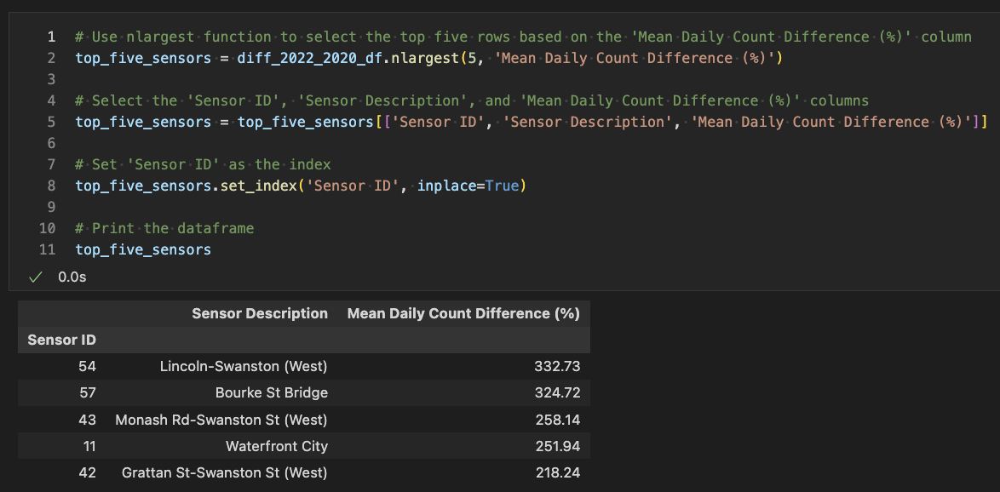 1 # Use nlargest function to select the top five rows based on the 'Mean Daily Count Difference (%)' column
2 top_five_sensors = diff_2022_2020_df.nlargest(5, 'Mean Daily Count Difference (%)')
3
4 # Select the 'Sensor ID', 'Sensor Description', and 'Mean Daily Count Difference (%)' columns
5 top_five_sensors = top_five_sensors[['Sensor ID', 'Sensor Description', 'Mean Daily Count Difference (%)']]
6
7 # Set 'Sensor ID' as the index
8 top_five_sensors.set_index('Sensor ID', inplace=True)
9
10 # Print the dataframe
11 top_five_sensors
0.0s
Sensor Description Mean Daily Count Difference (%)
Sensor ID
54 Lincoln-Swanston (West) 332.73
57 Bourke St Bridge 324.72
43 Monash Rd-Swanston St (West) 258.14
11 Waterfront City 251.94
42 Grattan St-Swanston St (West) 218.24